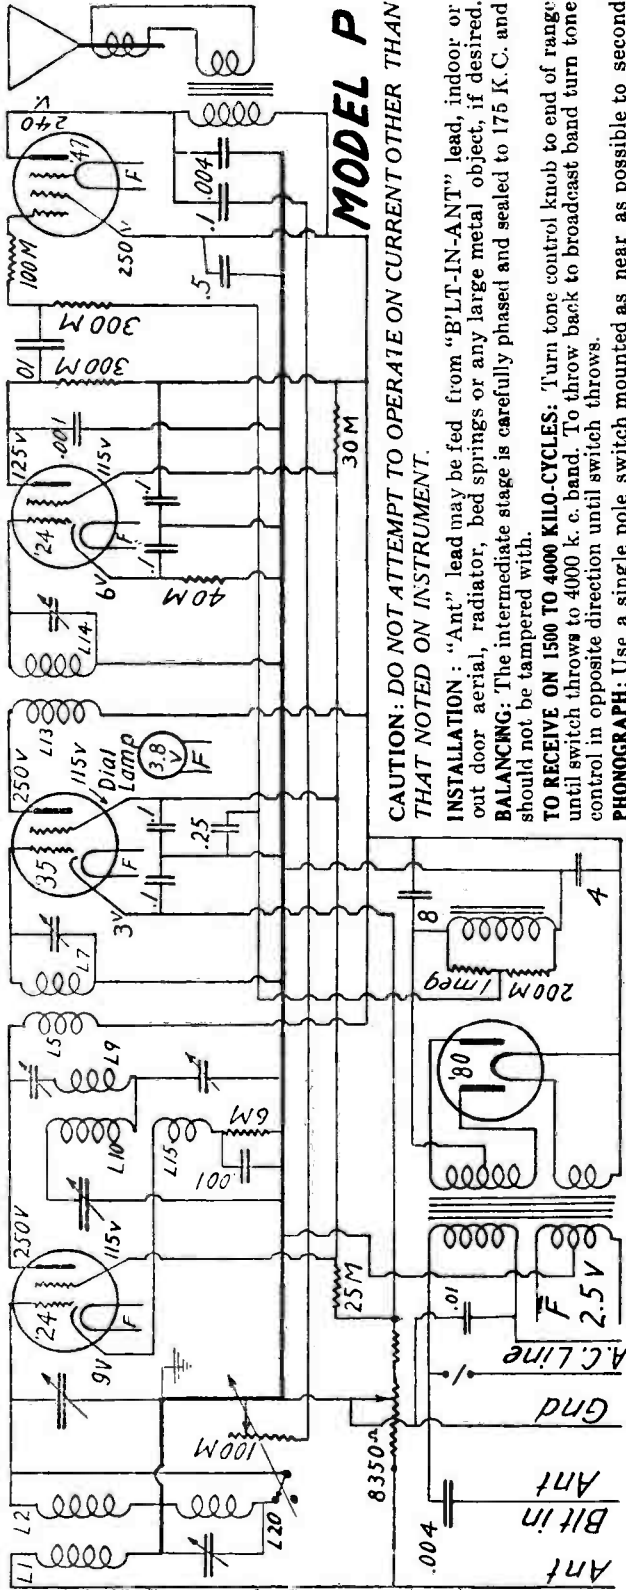 L1
L2
L20
100M
'24
9V
250V
115V
F
L10
L9
L5
L15
.001
6M
L7
'35
3V
250V
115V
F
Dial
Lamp
3.8
V
F
.1
.1
.25
L13
L14
'24
6V
125V
115V
F
.001
.1
.1
40M
300M
.01
300M
100M
'47
240
V.
250V
F
.5
.1
.004
30M
25M
8350Ω
.004
Ant
Blt in
Ant
Gnd
A.C. Line
.01
F
2.5V
'80
1meg
200M
8
4
MODEL P
CAUTION: DO NOT ATTEMPT TO OPERATE ON CURRENT OTHER THAN
THAT NOTED ON INSTRUMENT.
INSTALLATION: "Ant" lead may be fed from "B'LT-IN-ANT" lead, indoor or
out door aerial, radiator, bed springs or any large metal object, if desired.
BALANCING: The intermediate stage is carefully phased and sealed to 175 K.C. and
should not be tampered with.
TO RECEIVE ON 1500 TO 4000 KILO-CYCLES: Turn tone control knob to end of range
until switch throws to 4000 k. c. band. To throw back to broadcast band turn tone
control in opposite direction until switch throws.
PHONOGRAPH: Use a single pole switch mounted as near as possible to second